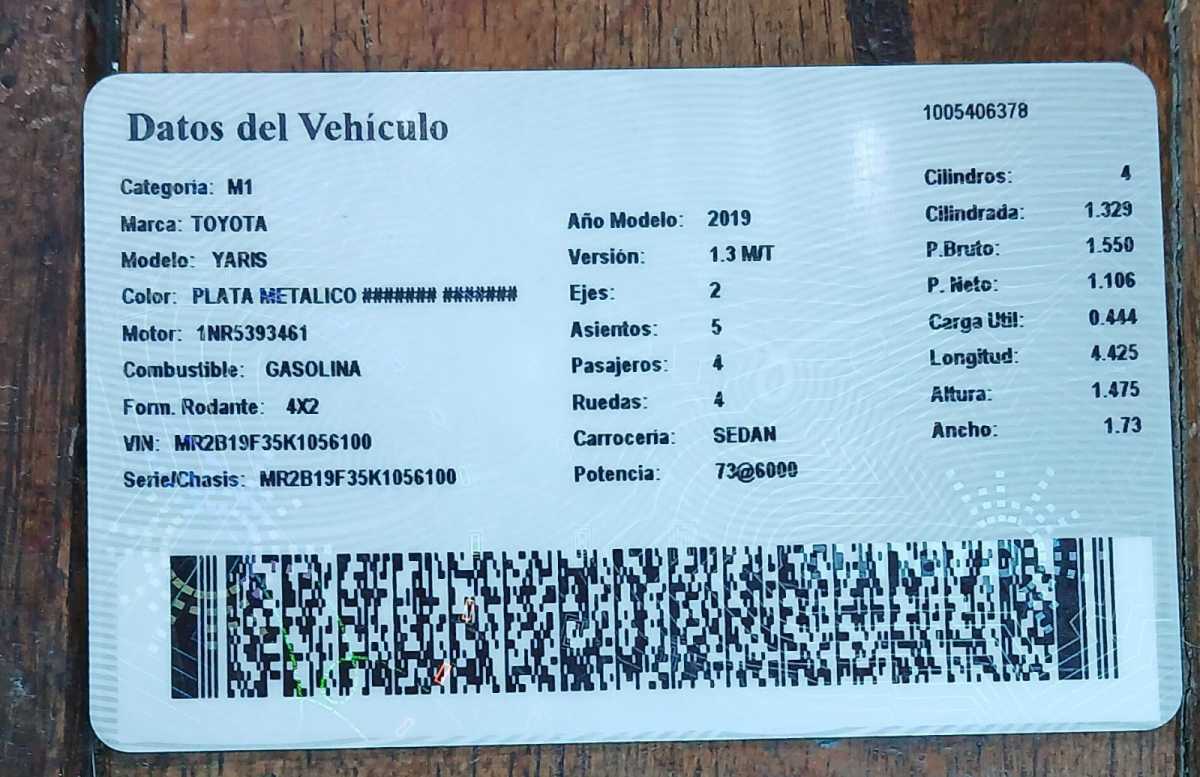 Datos del Vehículo
1005406378
Categoría: M1
Marca: TOYOTA
Modelo: YARIS
Color: PLATA METALICO ####### #######
Motor: 1NR5393461
Combustible: GASOLINA
Form. Rodante: 4X2
VIN: MR2B19F35K1056100
Serie/Chasis: MR2B19F35K1056100
Año Modelo: 2019
Versión: 1.3 M/T
Ejes: 2
Asientos: 5
Pasajeros: 4
Ruedas: 4
Carrocería: SEDAN
Potencia: 73@6000
Cilindros: 4
Cilindrada: 1.329
P.Bruto: 1.550
P. Neto: 1.106
Carga Util: 0.444
Longitud: 4.425
Altura: 1.475
Ancho: 1.73